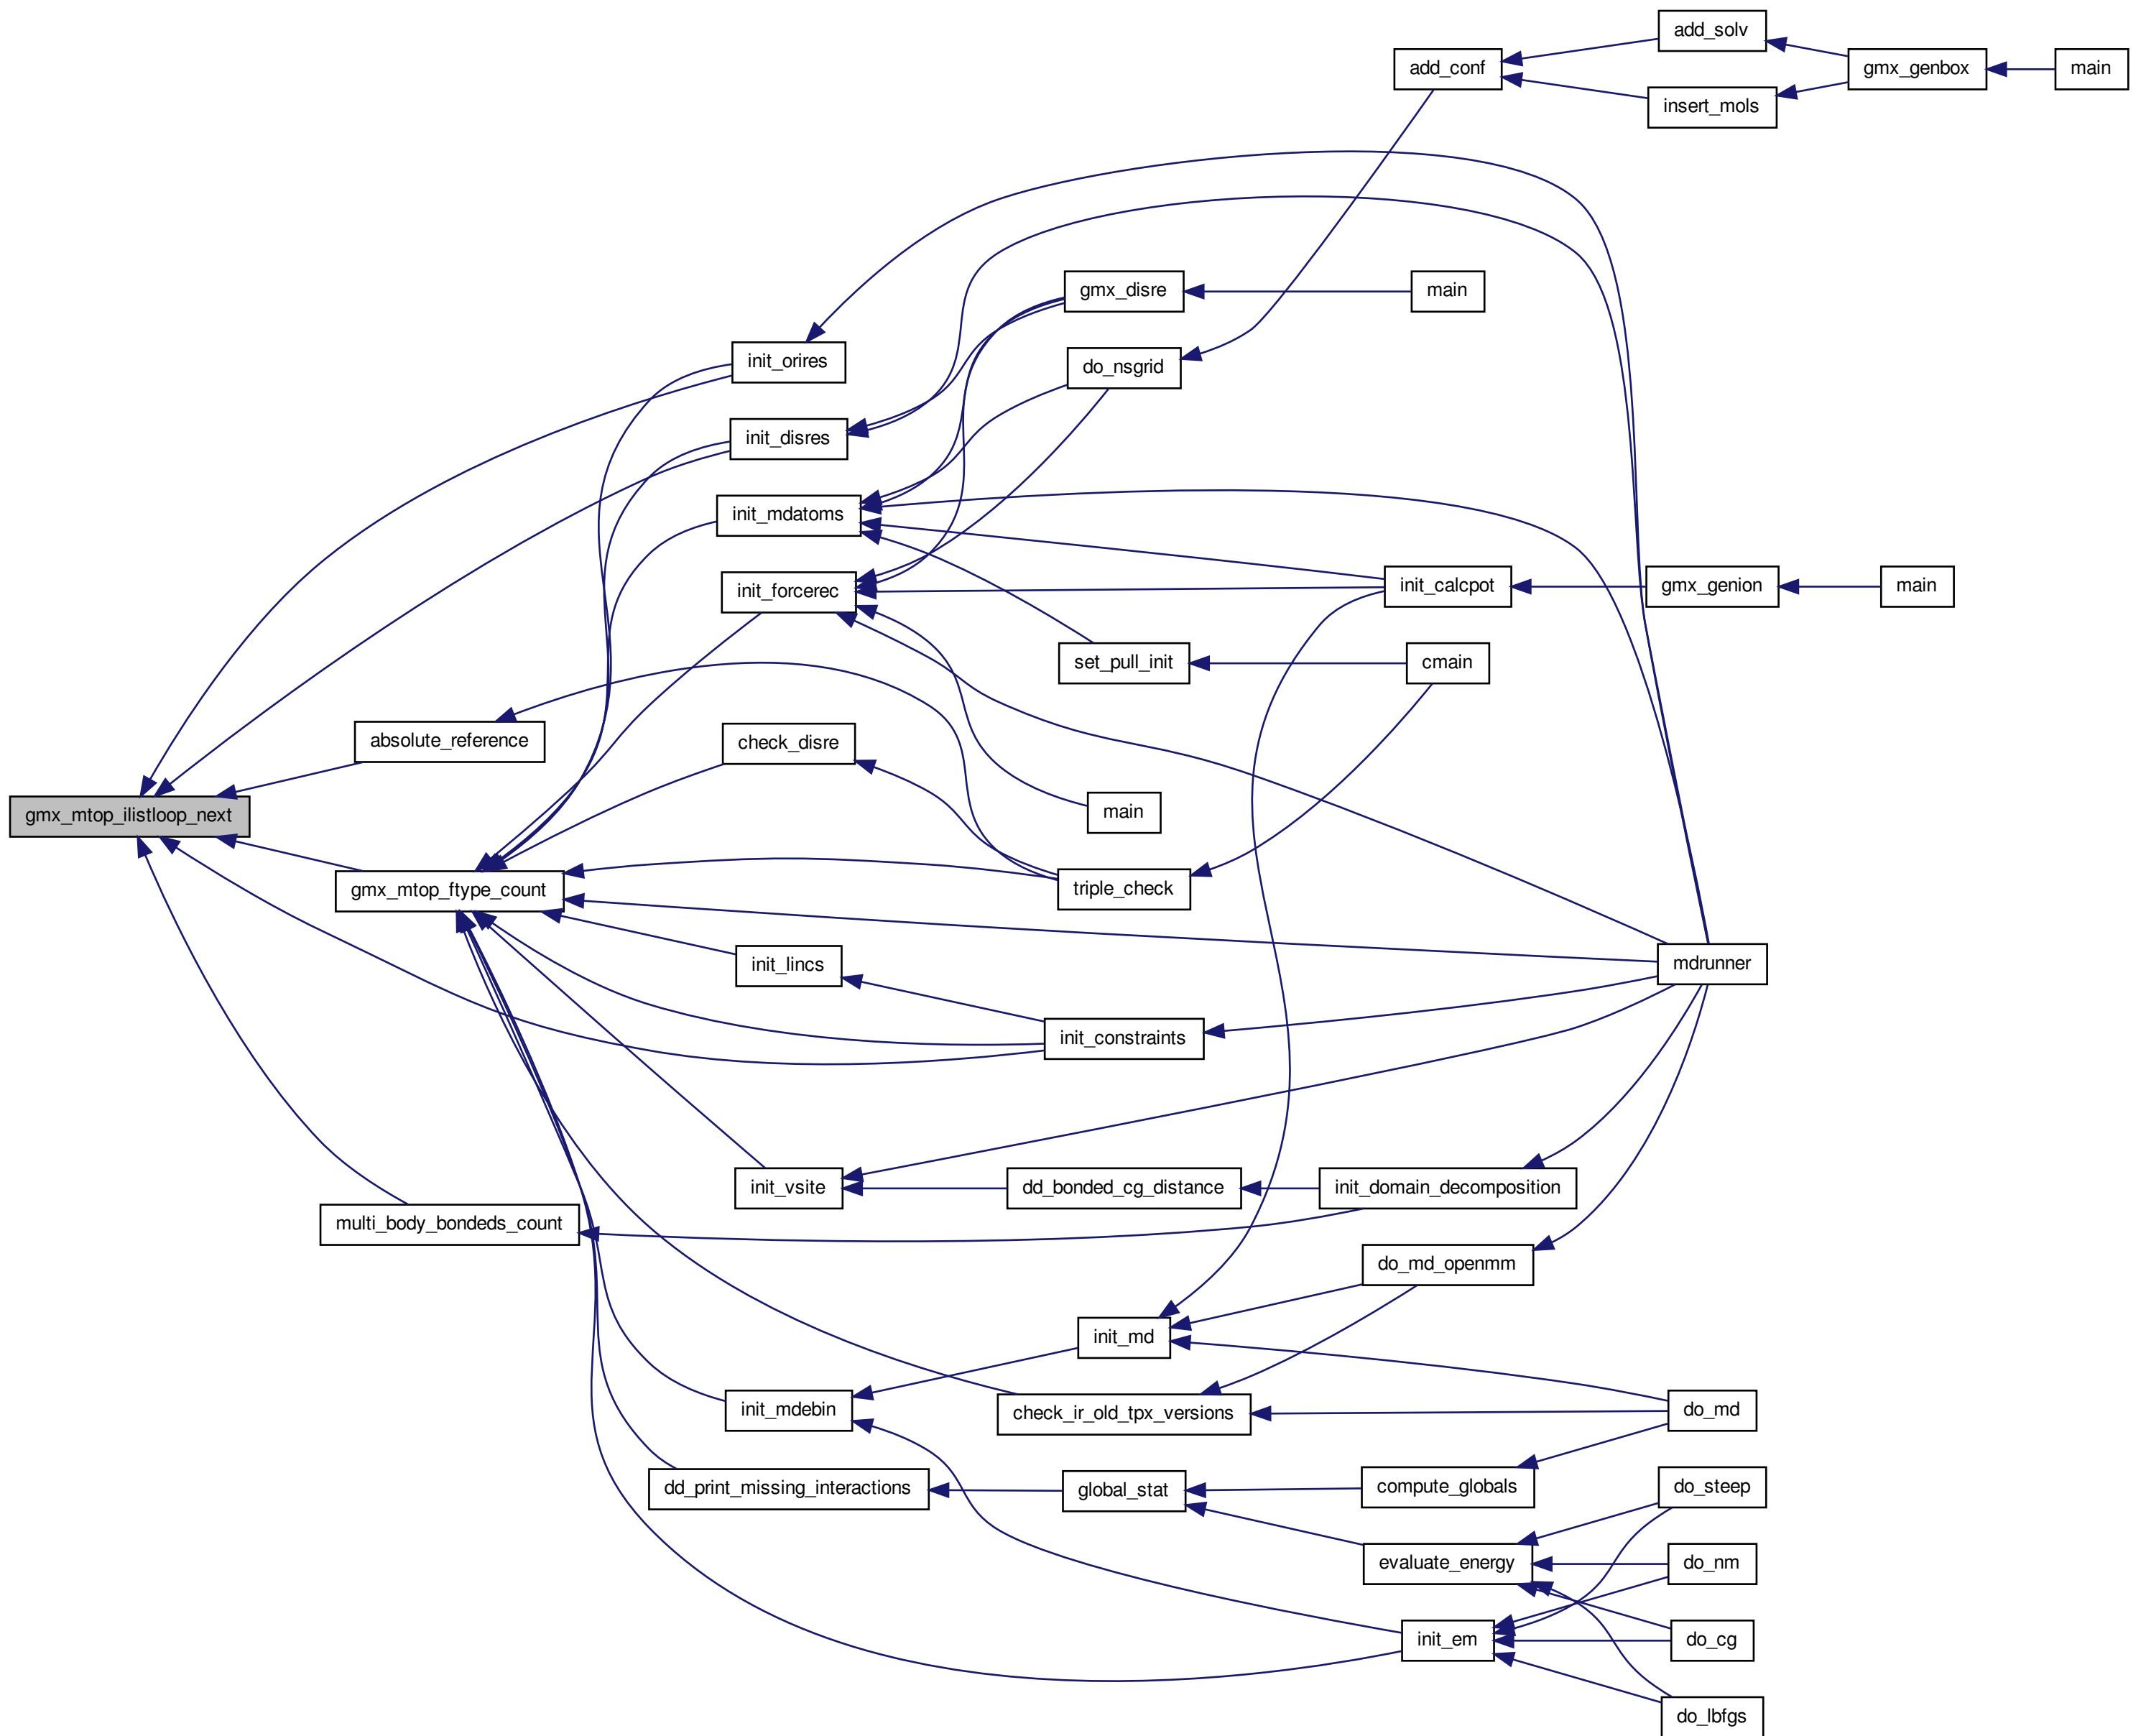 add_solv
add_conf
gmx_genbox
main
insert_mols
gmx_disre
main
init_orires
do_nsgrid
init_disres
init_mdatoms
init_forcerec
init_calcpot
gmx_genion
main
set_pull_init
cmain
absolute_reference
check_disre
main
gmx_mtop_ilistloop_next
gmx_mtop_ftype_count
triple_check
init_lincs
mdrunner
init_constraints
init_vsite
dd_bonded_cg_distance
init_domain_decomposition
multi_body_bondeds_count
do_md_openmm
init_md
init_mdebin
check_ir_old_tpx_versions
do_md
dd_print_missing_interactions
global_stat
compute_globals
do_steep
evaluate_energy
do_nm
init_em
do_cg
do_lbfgs